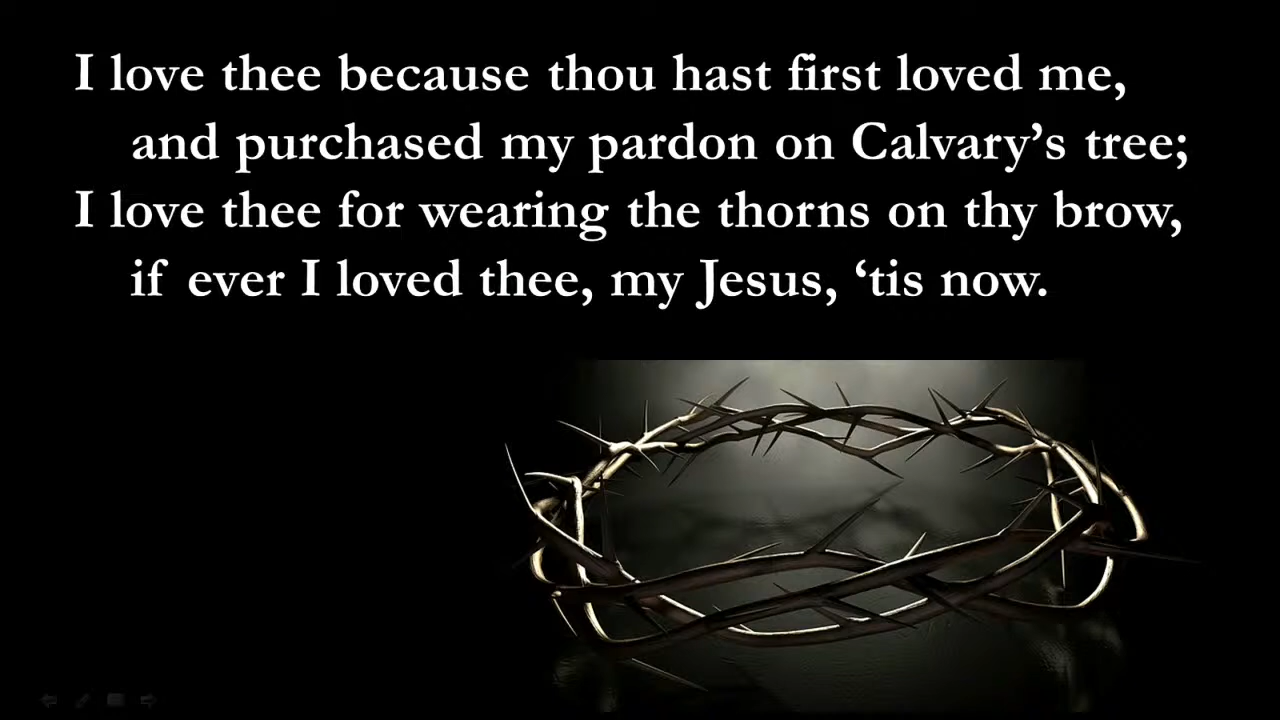 I love thee because thou hast first loved me,
and purchased my pardon on Calvary’s tree;
I love thee for wearing the thorns on thy brow,
if ever I loved thee, my Jesus, ‘tis now.